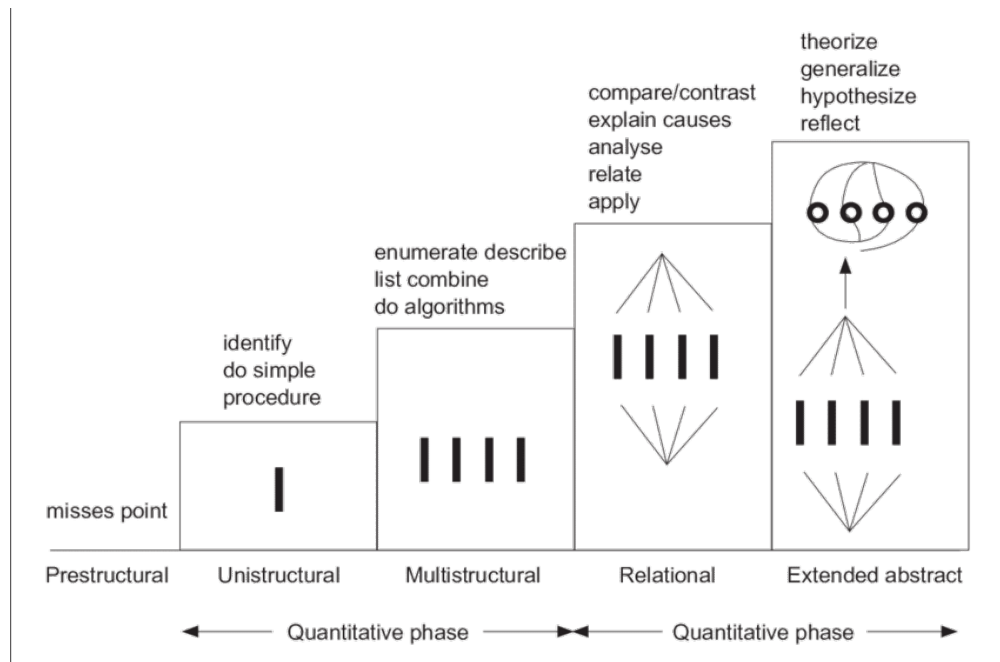 theorize
generalize
hypothesize
reflect
compare/contrast
explain causes
analyse
relate
apply
enumerate describe
list combine
do algorithms
identify
do simple
procedure
misses point
Prestructural
Unistructural
Multistructural
Relational
Extended abstract
Quantitative phase
Quantitative phase